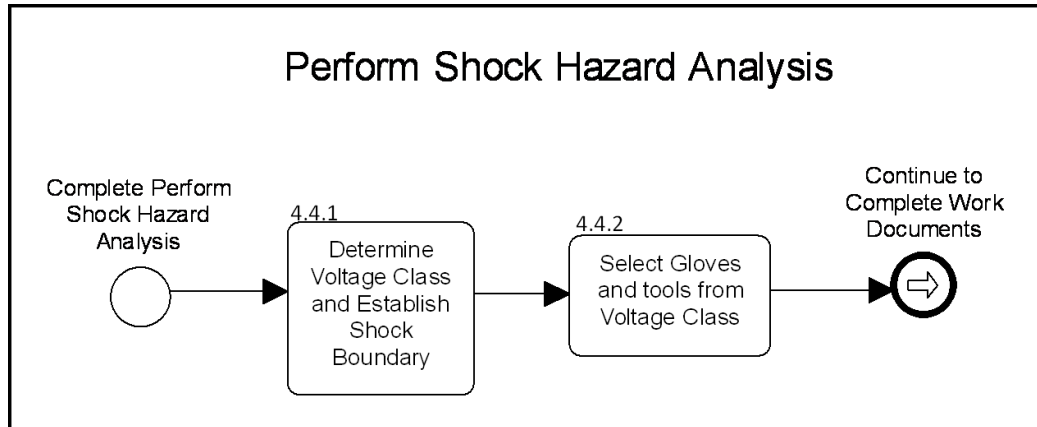 Perform Shock Hazard Analysis
Complete Perform
Shock Hazard
Analysis
4.4.1
Determine
Voltage Class
and Establish
Shock
Boundary
4.4.2
Select Gloves
and tools from
Voltage Class
Continue to
Complete Work
Documents